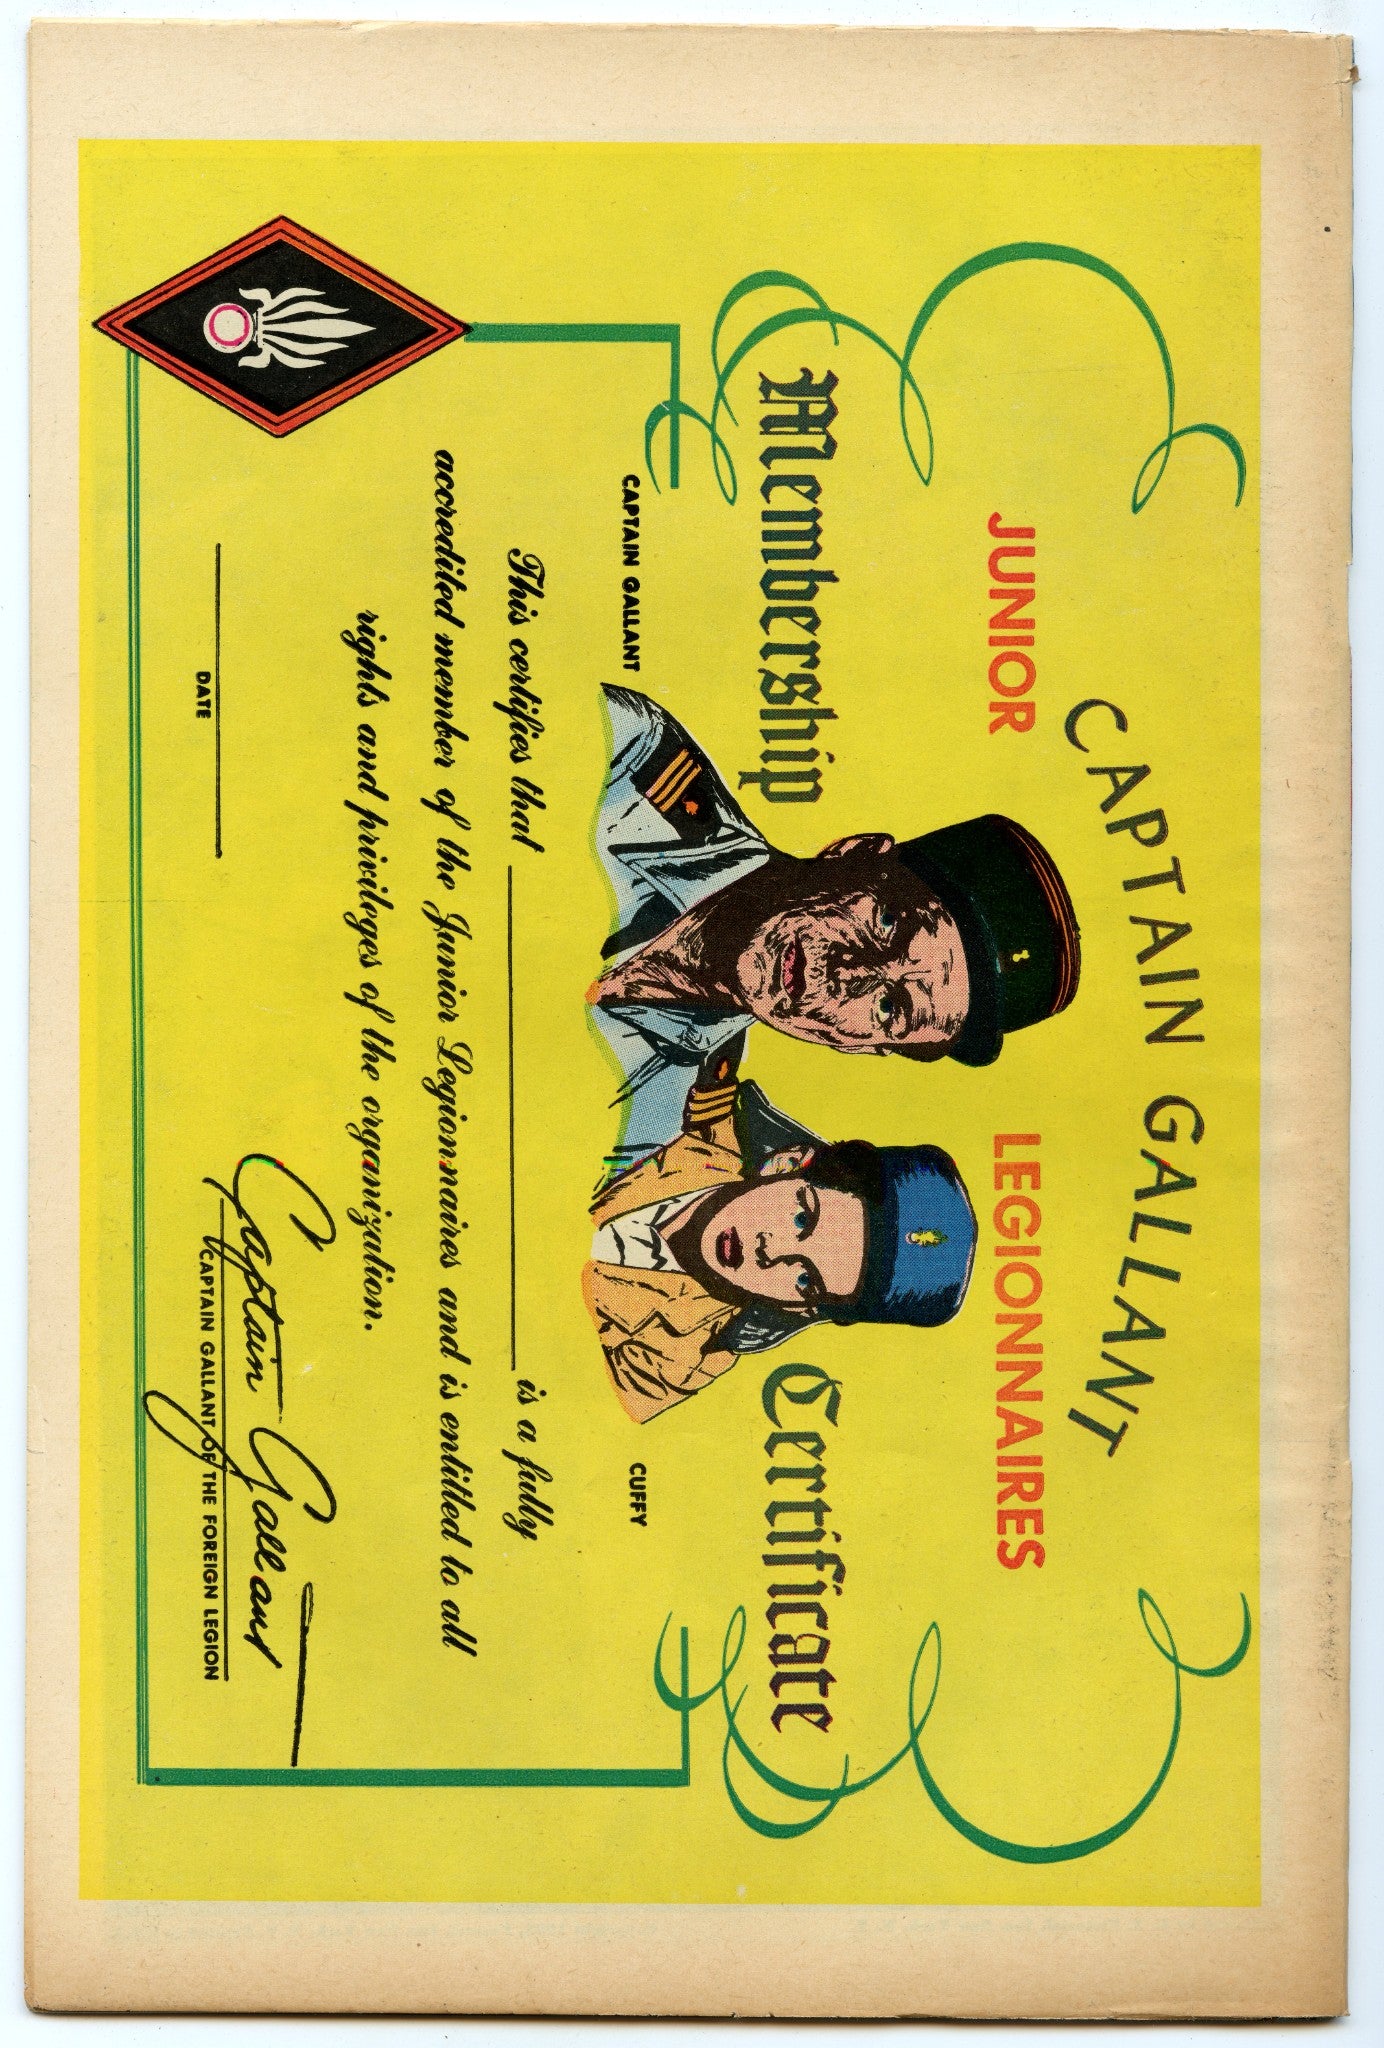 CAPTAIN GALLANT
JUNIOR LEGIONNAIRES
Membership Certificate
CAPTAIN GALLANT
CUFFY
This certifies that is a fully
accredited member of the Junior Legionnaires and is entitled to all
rights and privileges of the organization.
Captain Gallant
DATE
CAPTAIN GALLANT OF THE FOREIGN LEGION